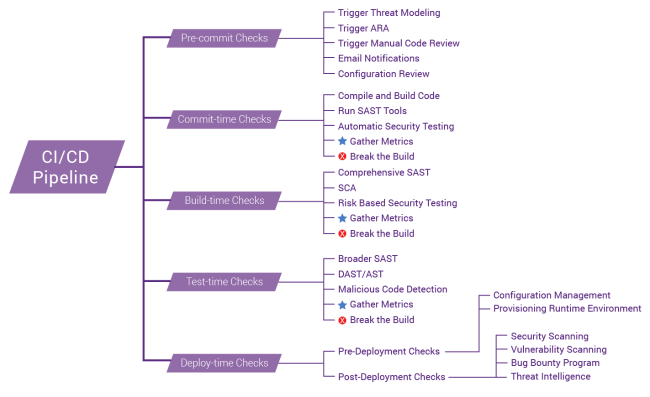 CI/CD
Pipeline
Pre-commit Checks
Trigger Threat Modeling
Trigger ARA
Trigger Manual Code Review
Email Notifications
Configuration Review
Commit-time Checks
Compile and Build Code
Run SAST Tools
Automatic Security Testing
Gather Metrics
Break the Build
Build-time Checks
Comprehensive SAST
SCA
Risk Based Security Testing
Gather Metrics
Break the Build
Test-time Checks
Broader SAST
DAST/AST
Malicious Code Detection
Gather Metrics
Break the Build
Deploy-time Checks
Pre-Deployment Checks
Configuration Management
Provisioning Runtime Environment
Post-Deployment Checks
Security Scanning
Vulnerability Scanning
Bug Bounty Program
Threat Intelligence